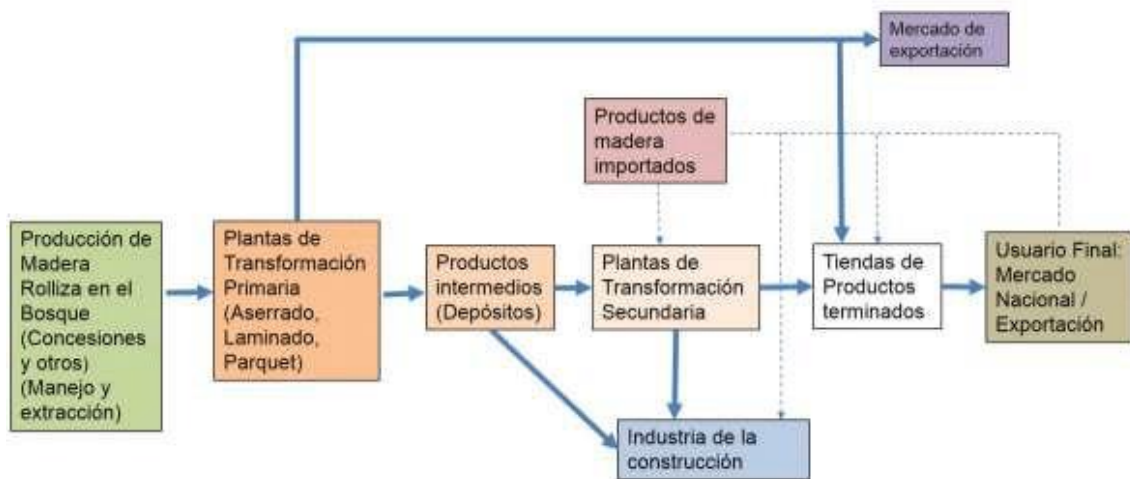 Mercado de
exportación
Productos de
madera
importados
Producción de
Madera
Rolliza en el
Bosque
(Concesiones
y otros)
(Manejo y
extracción)
Plantas de
Transformación
Primaria
(Aserrado,
Laminado,
Parquet)
Productos
intermedios
(Depósitos)
Plantas de
Transformación
Secundaria
Tiendas de
Productos
terminados
Usuario Final:
Mercado
Nacional /
Exportación
Industria de la
construcción